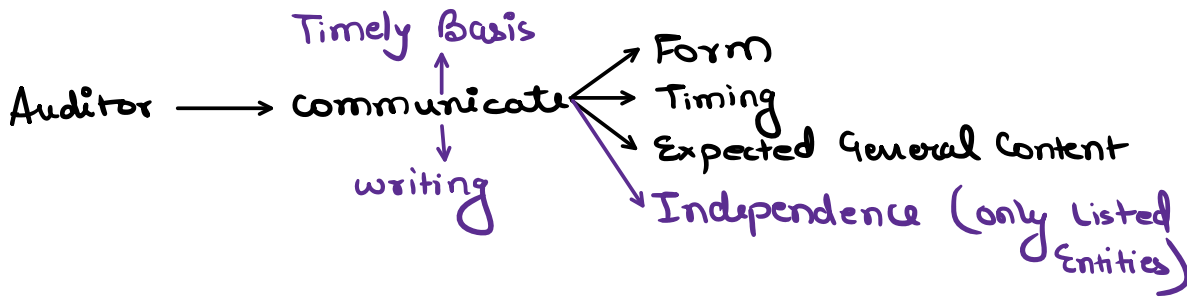 Timely Basis
Form
Auditor communicate Timing
Expected General Content
writing
Independence (only Listed
Entities)